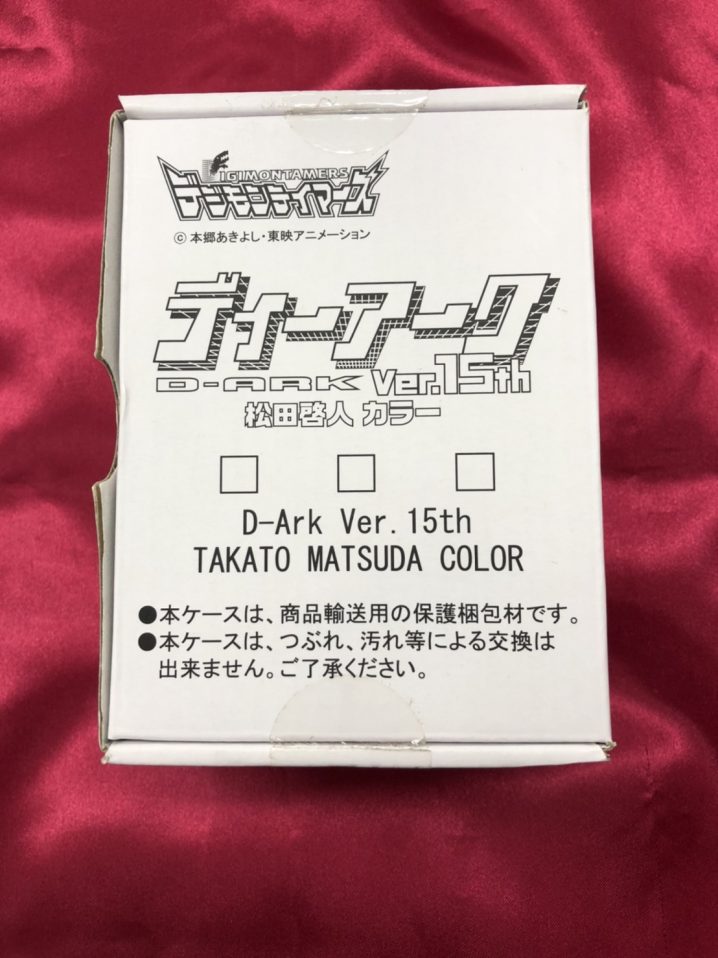 DIGIMONTAMERS
デジモンテイマーズ
© 本郷あきよし・東映アニメーション
ディーアーク
D-ARK Ver.15th
松田啓人 カラー
D-Ark Ver. 15th
TAKATO MATSUDA COLOR
●本ケースは、商品輸送用の保護梱包材です。
●本ケースは、つぶれ、汚れ等による交換は
出来ません。ご了承ください。